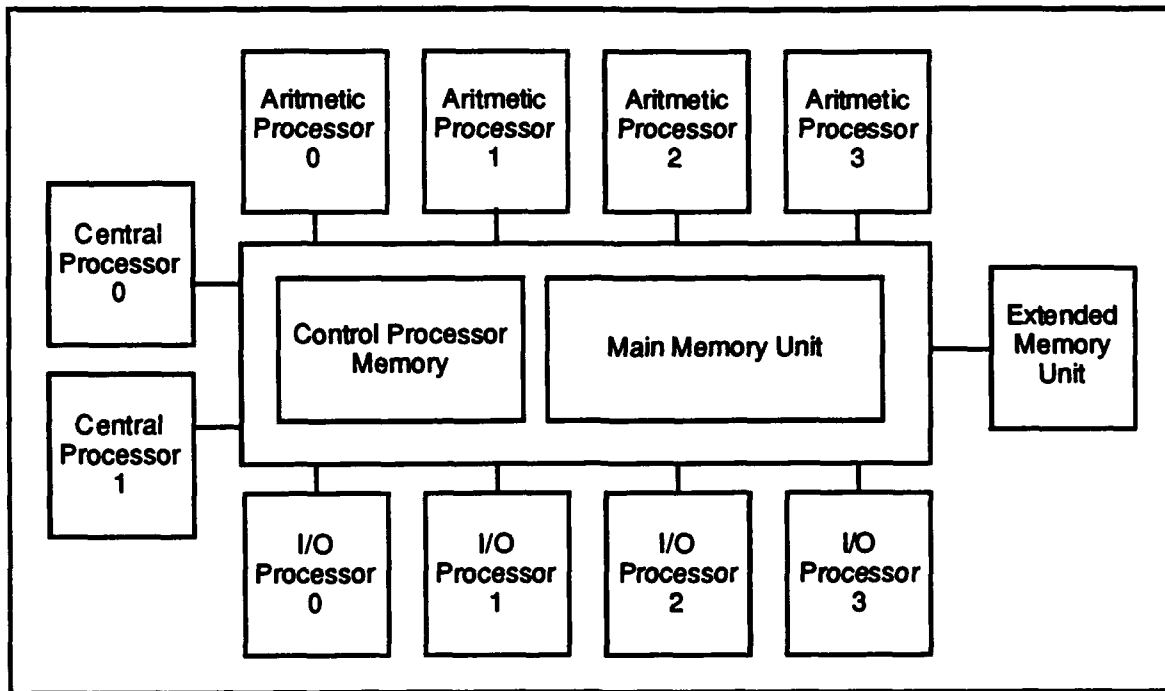 Aritmetic
Processor
0
Aritmetic
Processor
1
Aritmetic
Processor
2
Aritmetic
Processor
3
Central
Processor
0
Control Processor
Memory
Main Memory Unit
Extended
Memory
Unit
Central
Processor
1
I/O
Processor
0
I/O
Processor
1
I/O
Processor
2
I/O
Processor
3